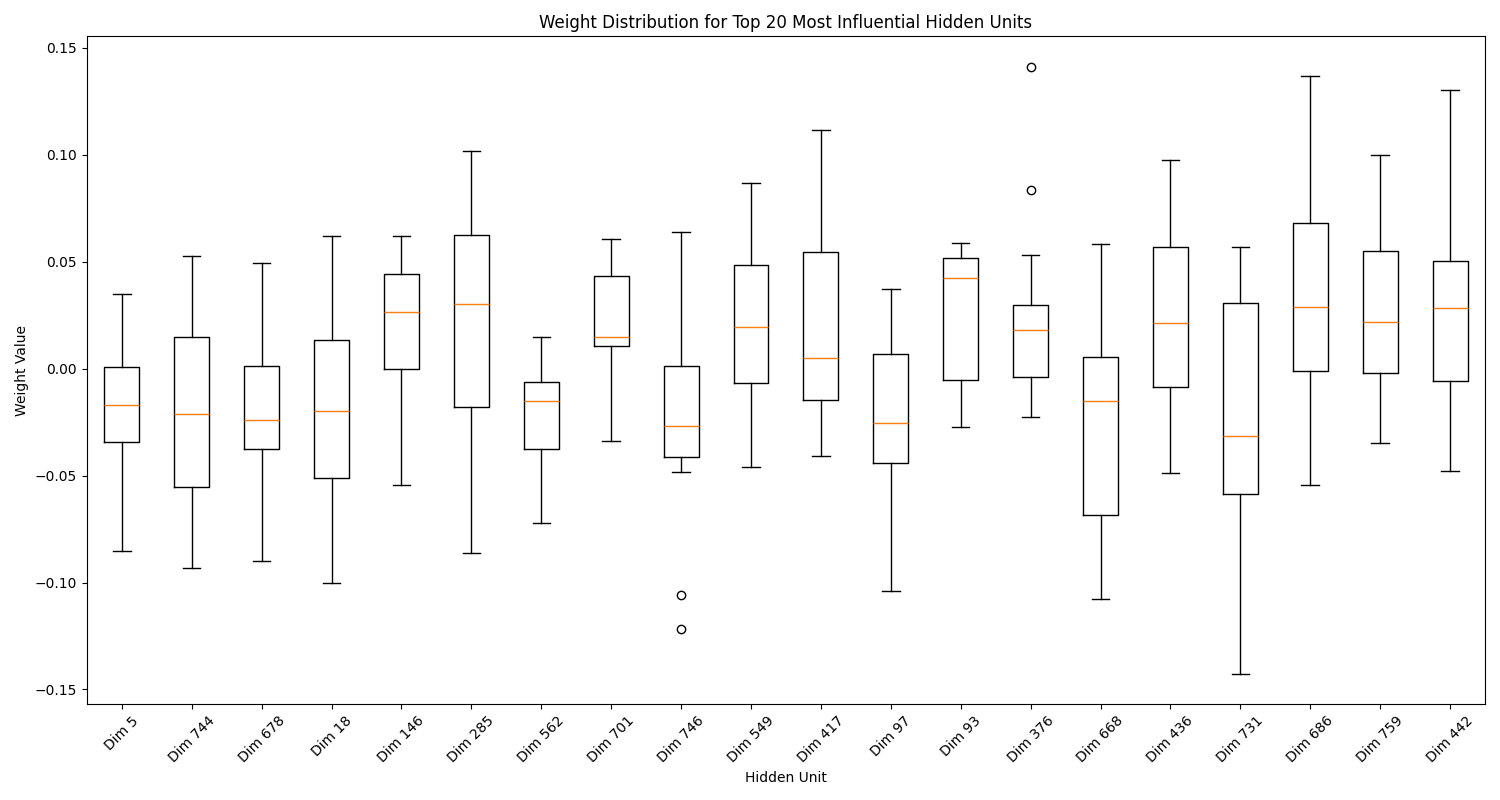 Weight Distribution for Top 20 Most Influential Hidden Units
0.15
0.10
0.05
0.00
−0.05
−0.10
−0.15
Weight Value
Dim 5
Dim 744
Dim 678
Dim 18
Dim 146
Dim 285
Dim 562
Dim 701
Dim 746
Dim 549
Dim 417
Dim 97
Dim 93
Dim 376
Dim 668
Dim 436
Dim 731
Dim 686
Dim 759
Dim 442
Hidden Unit